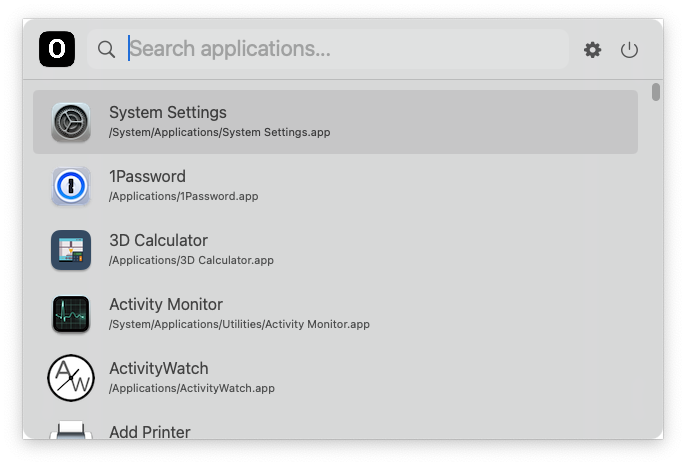 O
Search applications...
System Settings
/System/Applications/System Settings.app
1Password
/Applications/1Password.app
3D Calculator
/Applications/3D Calculator.app
Activity Monitor
/System/Applications/Utilities/Activity Monitor.app
AW
ActivityWatch
/Applications/ActivityWatch.app
Add Printer